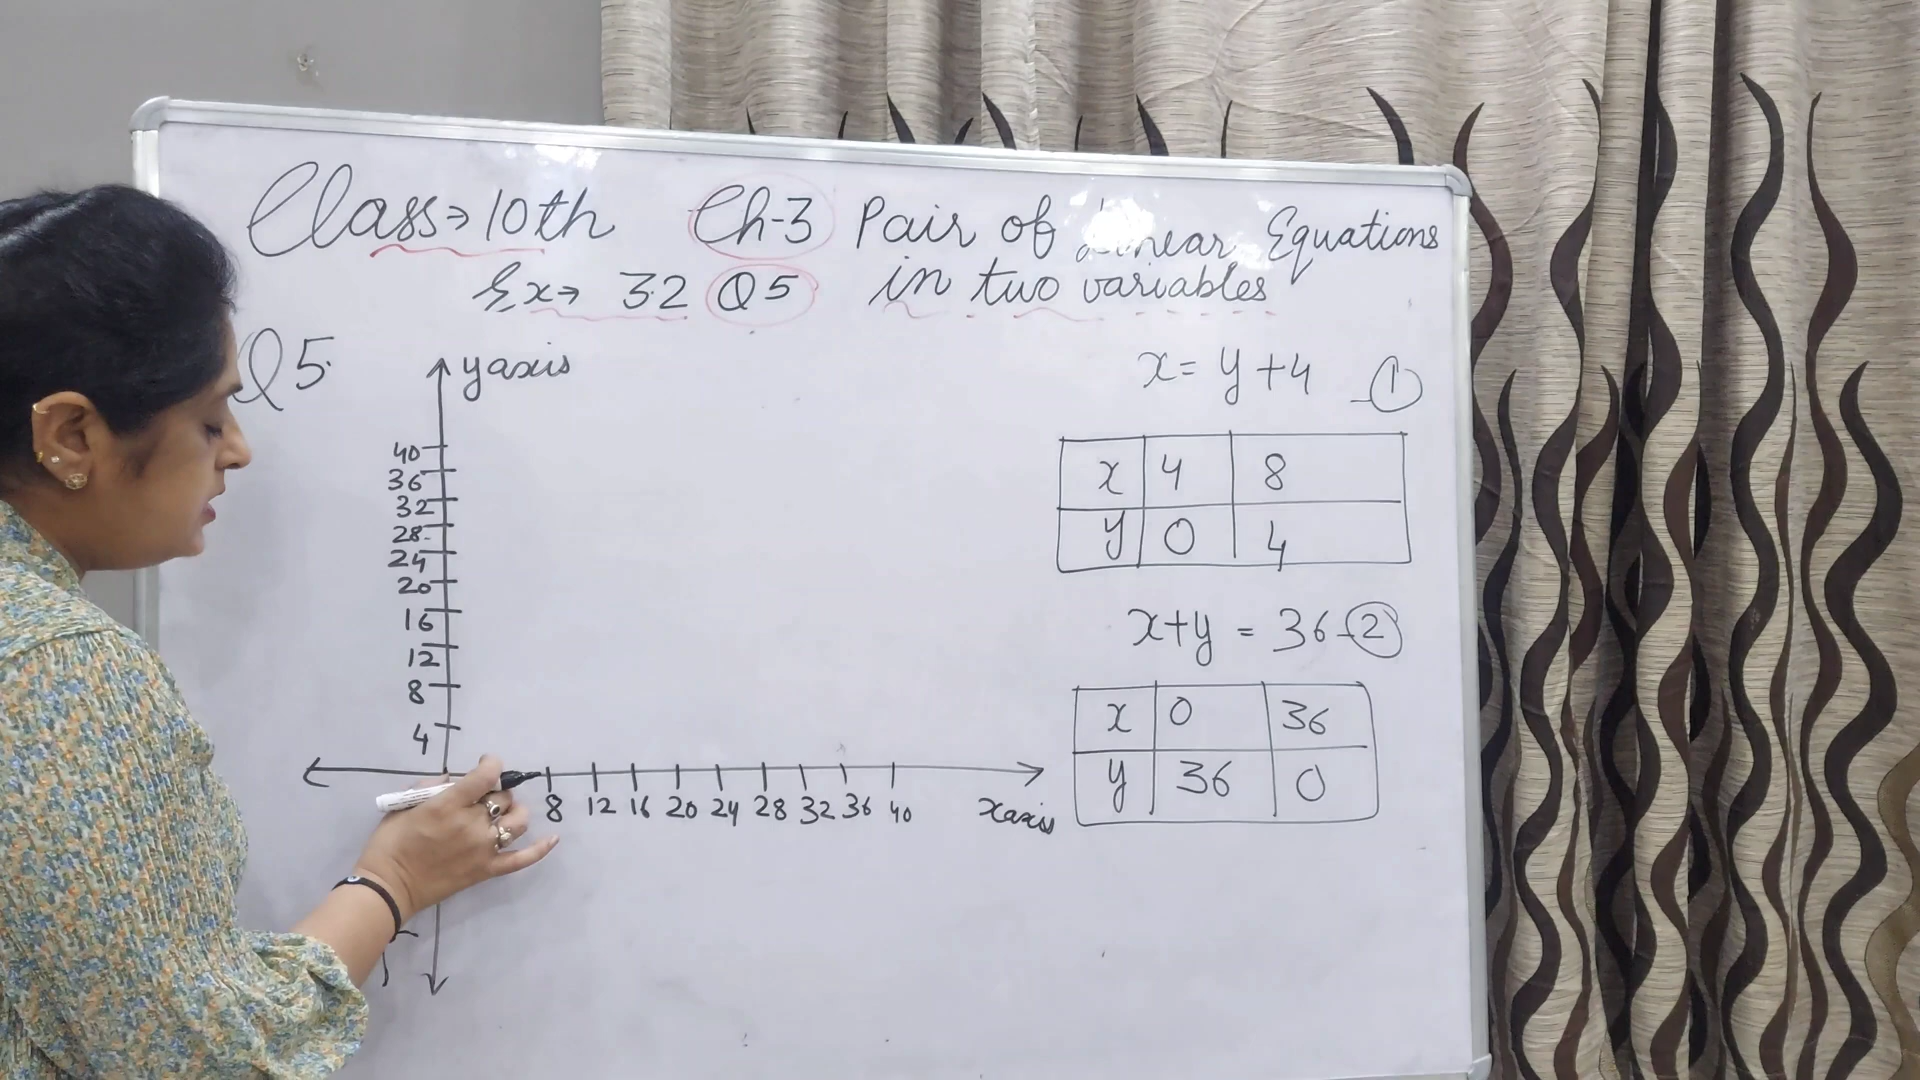 Class → 10th Ch-3 Pair of Linear Equations
Ex → 3.2 Q5 in two variables
Q5.
y axis
40
36
32
28
24
20
16
12
8
4
8 12 16 20 24 28 32 36 40
x axis
x = y + 4 — 1
x 4 8
y 0 4
x + y = 36 — 2
x 0 36
y 36 0